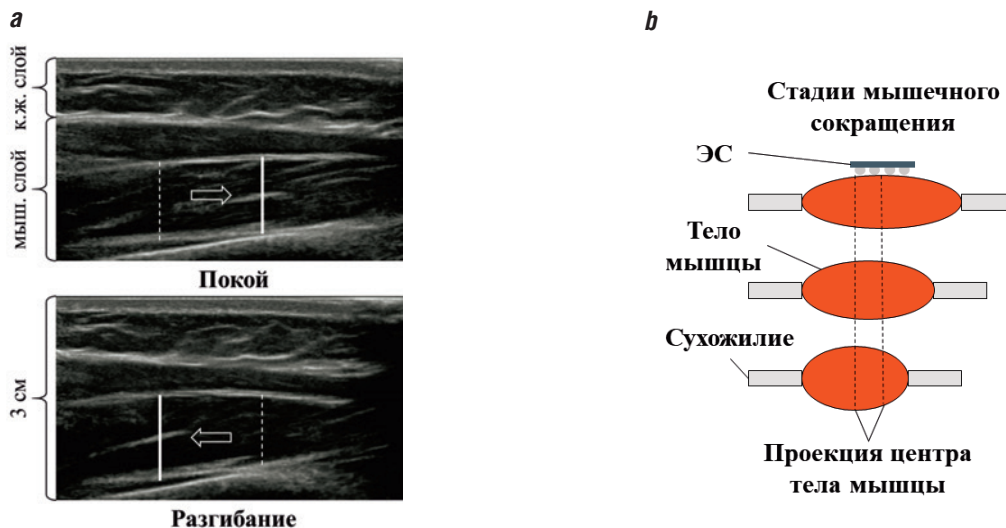 a
к.ж. слой
мыш. слой
Покой
3 см
Разгибание
b
Стадии мышечного
сокращения
ЭС
Тело
мышцы
Сухожилие
Проекция центра
тела мышцы